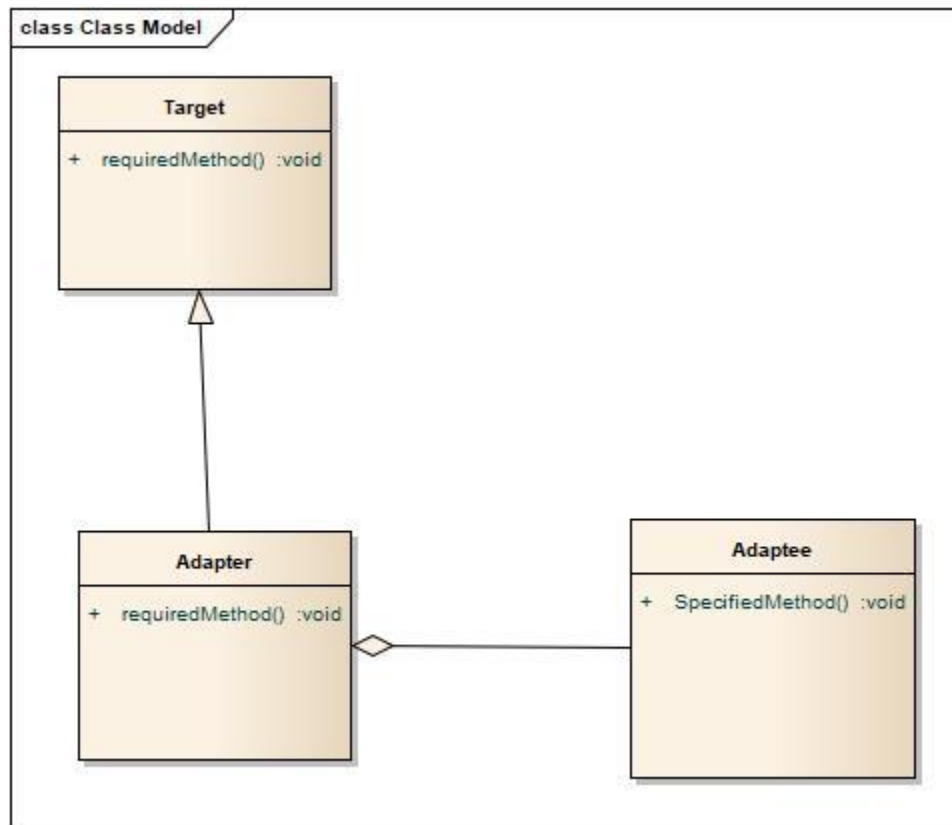 class Class Model
Target
+ requiredMethod() :void
Adapter
+ requiredMethod() :void
Adaptee
+ SpecifiedMethod() :void